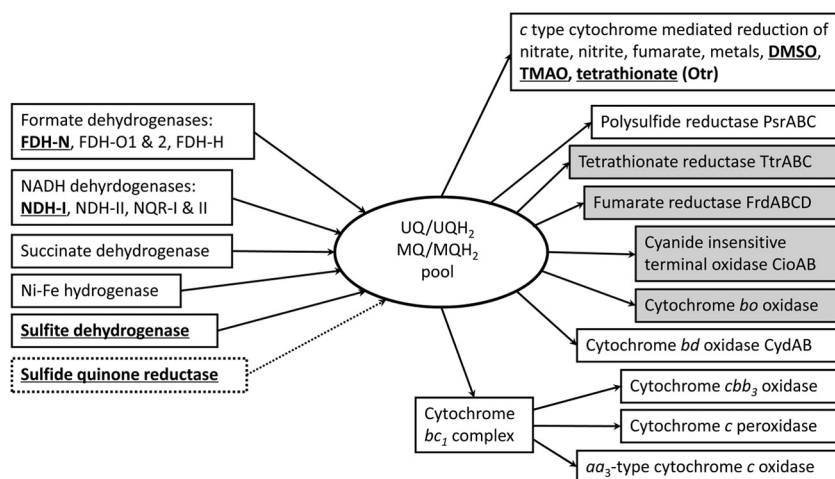 c type cytochrome mediated reduction of
nitrate, nitrite, fumarate, metals, DMSO,
TMAO, tetrathionate (Otr)
Formate dehydrogenases:
FDH-N, FDH-O1 & 2, FDH-H
NADH dehyrdogenases:
NDH-I, NDH-II, NQR-I & II
Succinate dehydrogenase
Ni-Fe hydrogenase
Sulfite dehydrogenase
Sulfide quinone reductase
UQ/UQH₂
MQ/MQH₂
pool
Polysulfide reductase PsrABC
Tetrathionate reductase TtrABC
Fumarate reductase FrdABCD
Cyanide insensitive
terminal oxidase CioAB
Cytochrome bo oxidase
Cytochrome bd oxidase CydAB
Cytochrome
bc₁ complex
Cytochrome cbb₃ oxidase
Cytochrome c peroxidase
aa₃-type cytochrome c oxidase